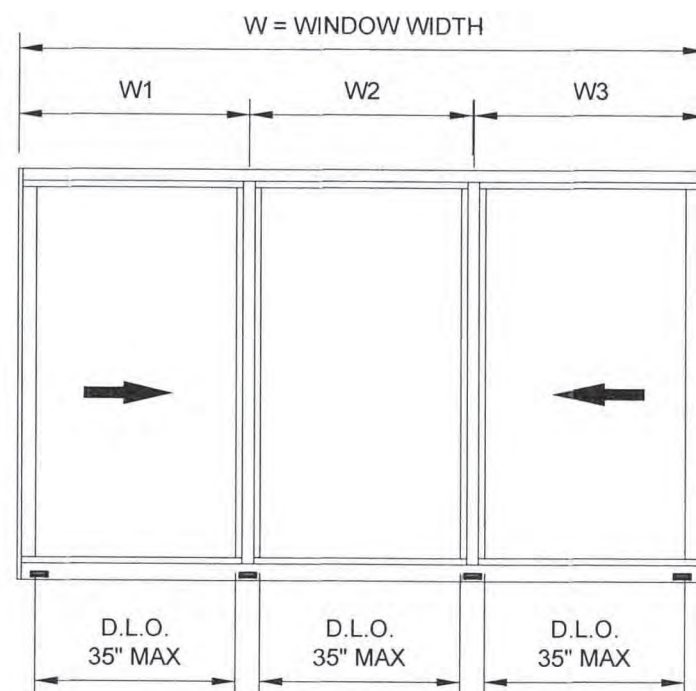 W = WINDOW WIDTH
W1
W2
W3
D.L.O.
35" MAX
D.L.O.
35" MAX
D.L.O.
35" MAX